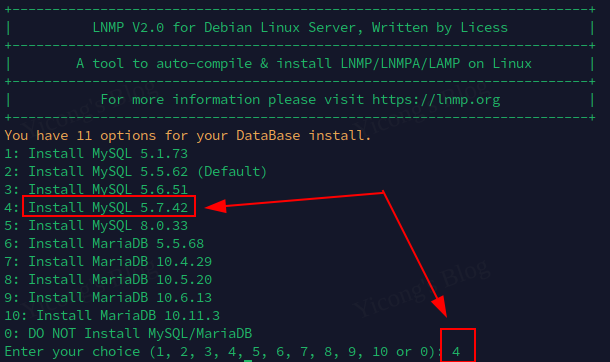 +-----------------------------------------------------------------------+
| LNMP V2.0 for Debian Linux Server, Written by Licess |
+-----------------------------------------------------------------------+
| A tool to auto-compile & install LNMP/LNMPA/LAMP on Linux |
+-----------------------------------------------------------------------+
| For more information please visit https://lnmp.org |
+-----------------------------------------------------------------------+
You have 11 options for your DataBase install.
1: Install MySQL 5.1.73
2: Install MySQL 5.5.62 (Default)
3: Install MySQL 5.6.51
4: Install MySQL 5.7.42
5: Install MySQL 8.0.33
6: Install MariaDB 5.5.68
7: Install MariaDB 10.4.29
8: Install MariaDB 10.5.20
9: Install MariaDB 10.6.13
10: Install MariaDB 10.11.3
0: DO NOT Install MySQL/MariaDB
Enter your choice (1, 2, 3, 4, 5, 6, 7, 8, 9, 10 or 0): 4
Yicong's Blog